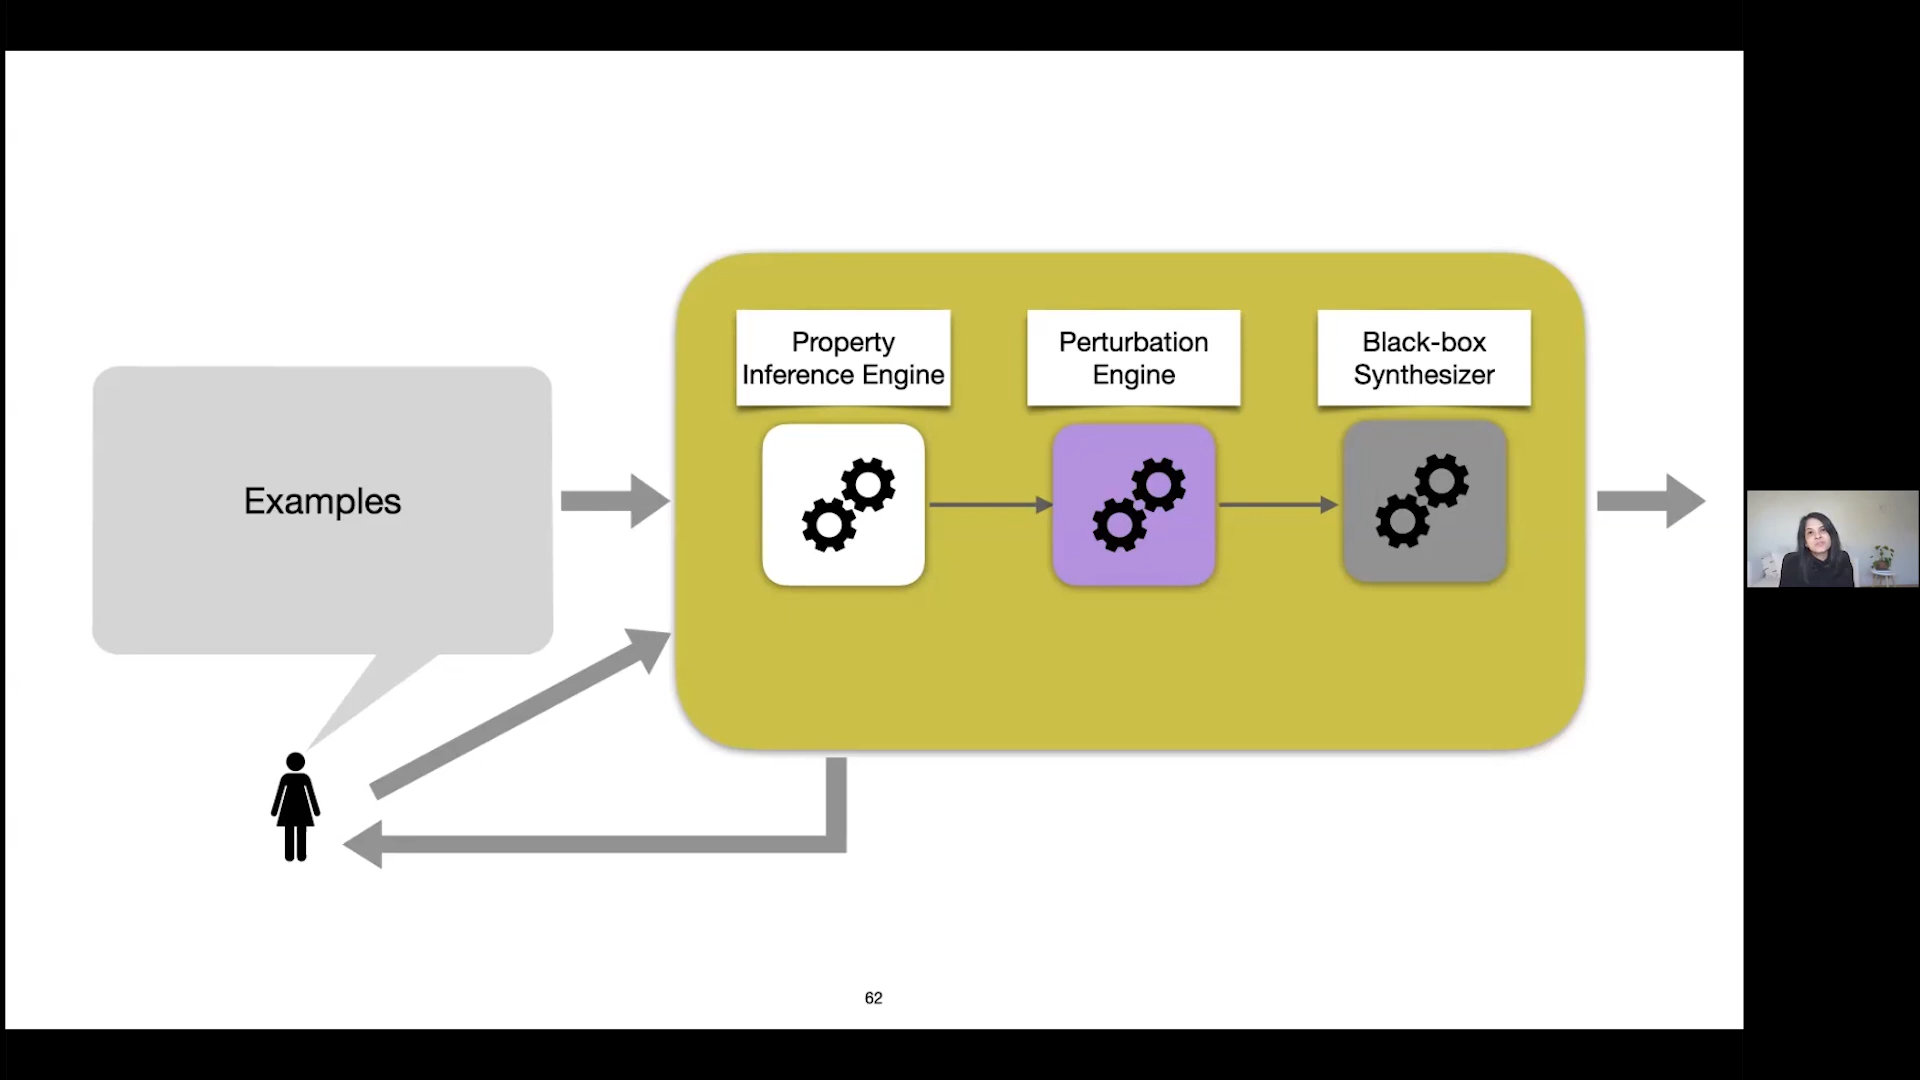 Property
Inference Engine
Perturbation
Engine
Black-box
Synthesizer
Examples
62